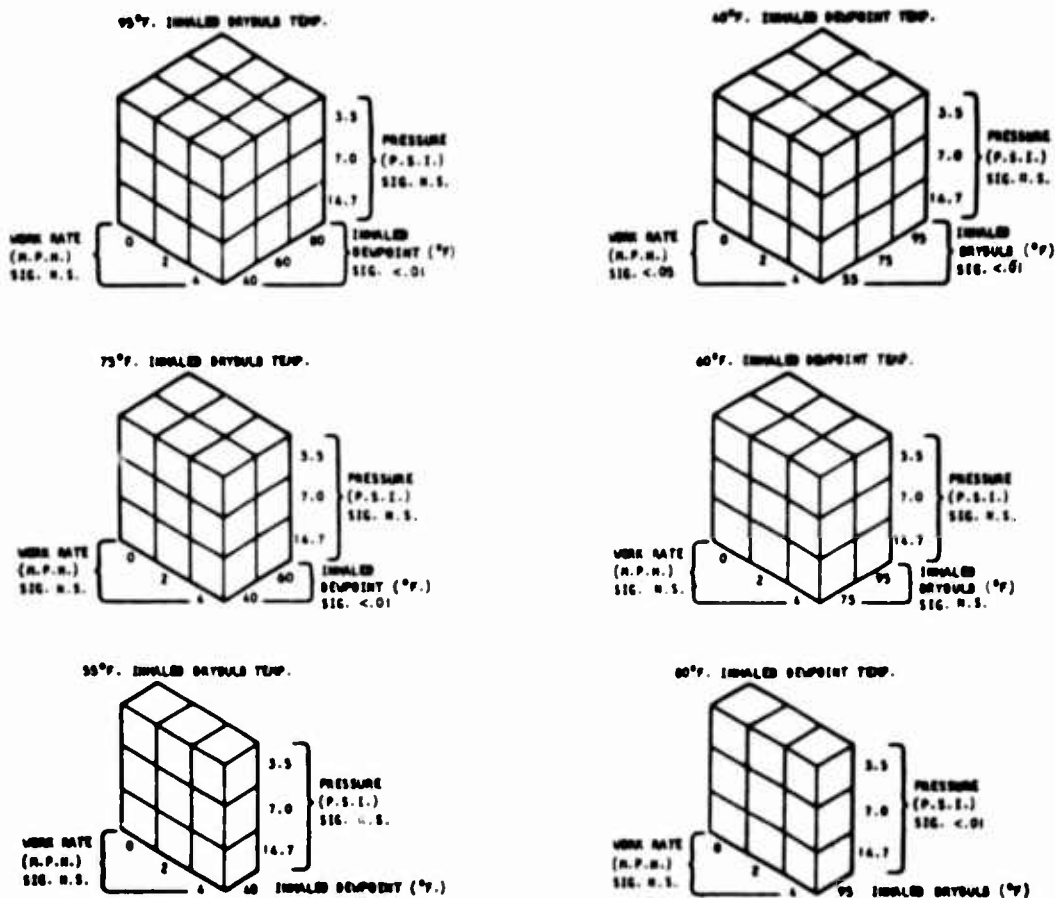 95°F. INHALED DRYBULB TEMP.
3.5
7.0
14.7
PRESSURE
(P.S.I.)
SIG. N.S.
WORK RATE
(M.P.H.)
SIG. N.S.
0
2
4
40
60
80
INHALED
DEWPOINT (°F)
SIG. <.01
40°F. INHALED DEWPOINT TEMP.
3.5
7.0
14.7
PRESSURE
(P.S.I.)
SIG. N.S.
WORK RATE
(M.P.H.)
SIG. <.05
0
2
4
55
75
95
INHALED
DRYBULB (°F)
SIG. <.01
75°F. INHALED DRYBULB TEMP.
3.5
7.0
14.7
PRESSURE
(P.S.I.)
SIG. N.S.
WORK RATE
(M.P.H.)
SIG. N.S.
0
2
4
40
60
INHALED
DEWPOINT (°F.)
SIG. <.01
60°F. INHALED DEWPOINT TEMP.
3.5
7.0
14.7
PRESSURE
(P.S.I.)
SIG. N.S.
WORK RATE
(M.P.H.)
SIG. N.S.
0
2
4
75
95
INHALED
DRYBULB (°F)
SIG. N.S.
55°F. INHALED DRYBULB TEMP.
3.5
7.0
14.7
PRESSURE
(P.S.I.)
SIG. N.S.
WORK RATE
(M.P.H.)
SIG. N.S.
0
2
4
40
INHALED DEWPOINT (°F.)
80°F. INHALED DEWPOINT TEMP.
3.5
7.0
14.7
PRESSURE
(P.S.I.)
SIG. <.01
WORK RATE
(M.P.H.)
SIG. N.S.
0
2
4
95
INHALED DRYBULB (°F)